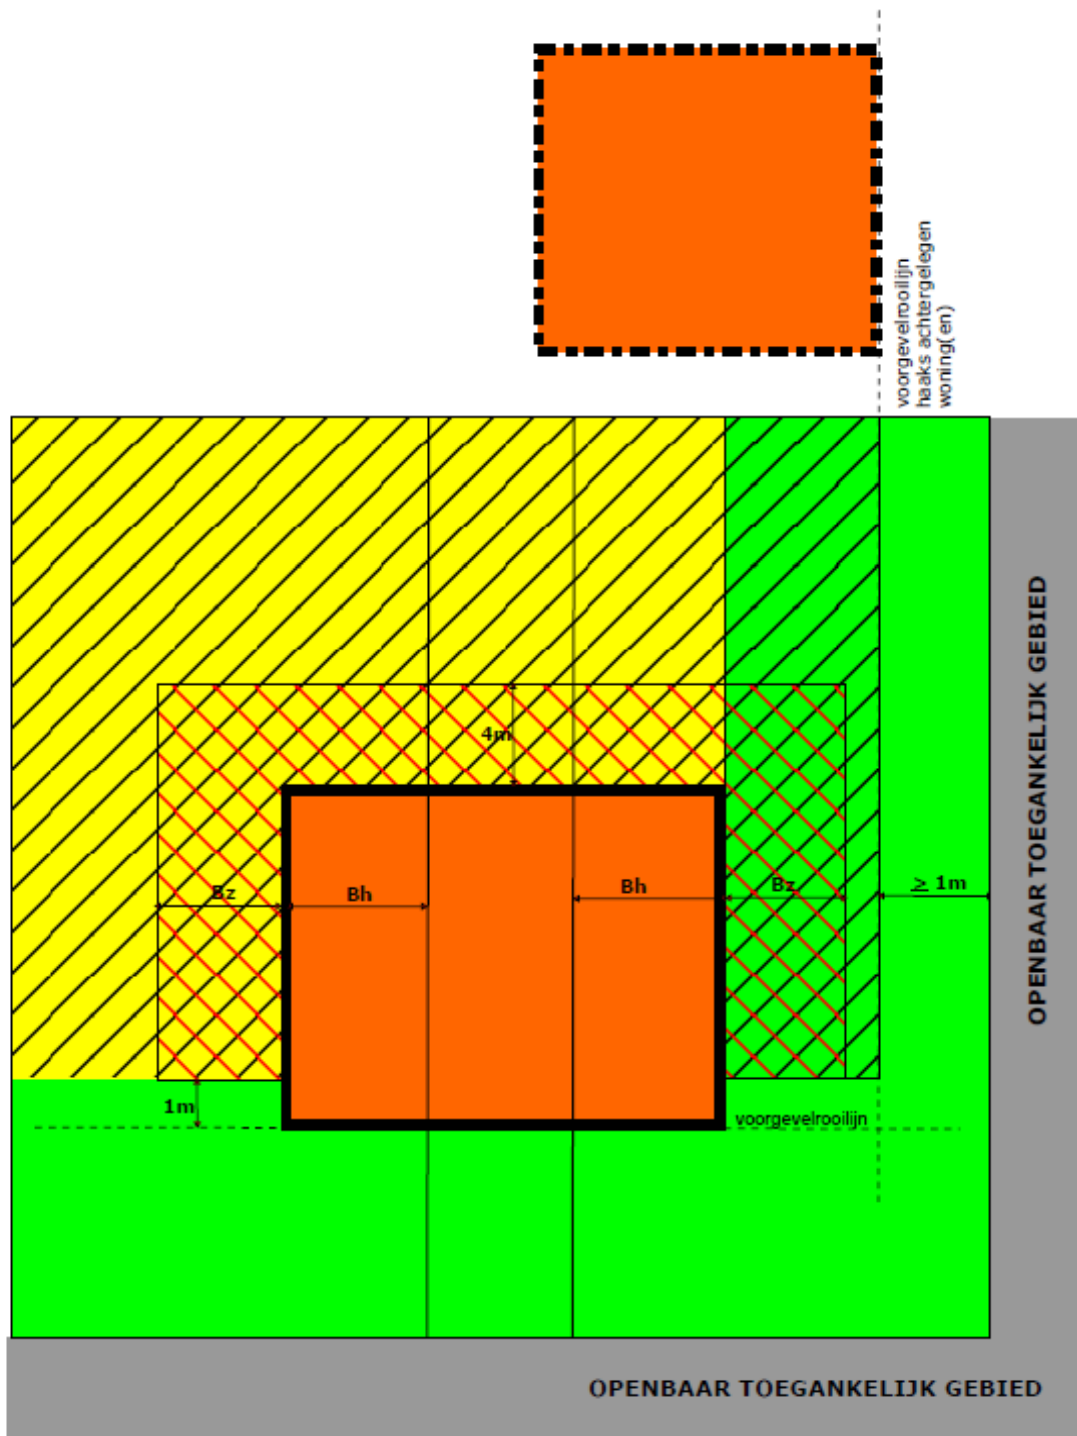 voorgevelrooilijn
haaks achtergelegen
woning(en)
OPENBAAR TOEGANKELIJK GEBIED
4m
Bz
Bh
Bh
Bz
≥ 1m
1m
voorgevelrooilijn
OPENBAAR TOEGANKELIJK GEBIED